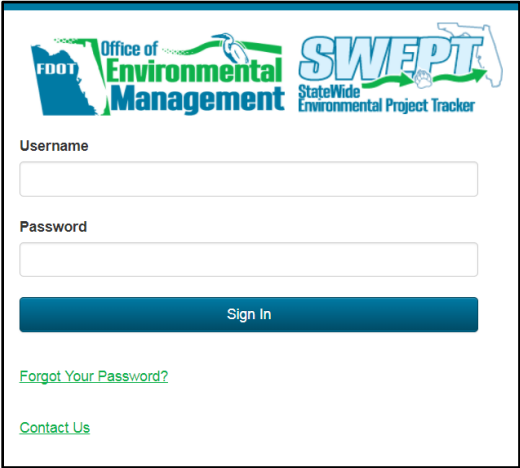 FDOT
Office of
Environmental
Management
SWEPT
StateWide
Environmental Project Tracker
Username
Password
Sign In
Forgot Your Password?
Contact Us